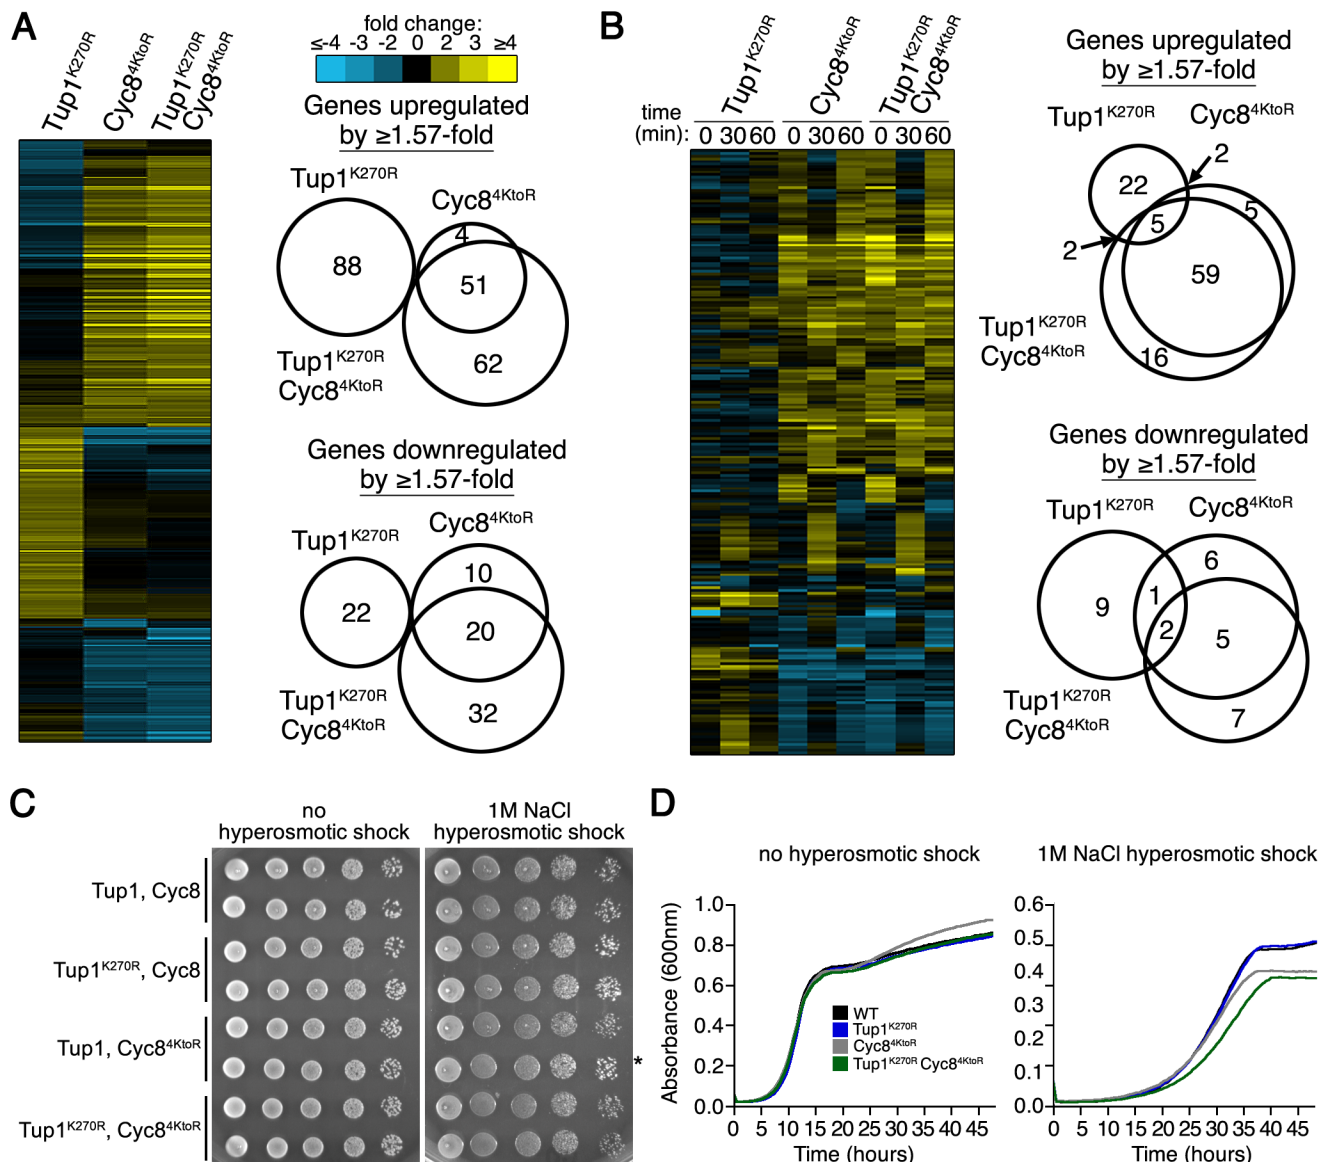 A
fold change:
≤-4 -3 -2 0 2 3 ≥4
Tup1K270R
Cyc84KtoR
Tup1K270R
Cyc84KtoR
Genes upregulated
by ≥1.57-fold
Tup1K270R
Cyc84KtoR
4
88
51
62
Tup1K270R
Cyc84KtoR
Genes downregulated
by ≥1.57-fold
Cyc84KtoR
Tup1K270R
10
22
20
32
Tup1K270R
Cyc84KtoR
B
Tup1K270R
Cyc84KtoR
Tup1K270R
Cyc84KtoR
time
(min): 0 30 60 0 30 60 0 30 60
Genes upregulated
by ≥1.57-fold
Tup1K270R
Cyc84KtoR
2
22
5
5
2
59
16
Tup1K270R
Cyc84KtoR
Genes downregulated
by ≥1.57-fold
Tup1K270R
Cyc84KtoR
6
9
1
2
5
7
Tup1K270R
Cyc84KtoR
C
no
hyperosmotic shock
1M NaCl
hyperosmotic shock
Tup1, Cyc8
Tup1K270R, Cyc8
Tup1, Cyc84KtoR
*
Tup1K270R, Cyc84KtoR
D
no hyperosmotic shock
Absorbance (600nm)
1.0
0.8
0.6
0.4
0.2
0.0
WT
Tup1K270R
Cyc84KtoR
Tup1K270R Cyc84KtoR
0 5 10 15 20 25 30 35 40 45
Time (hours)
1M NaCl hyperosmotic shock
0.6
0.5
0.4
0.3
0.2
0.1
0.0
0 5 10 15 20 25 30 35 40 45
Time (hours)